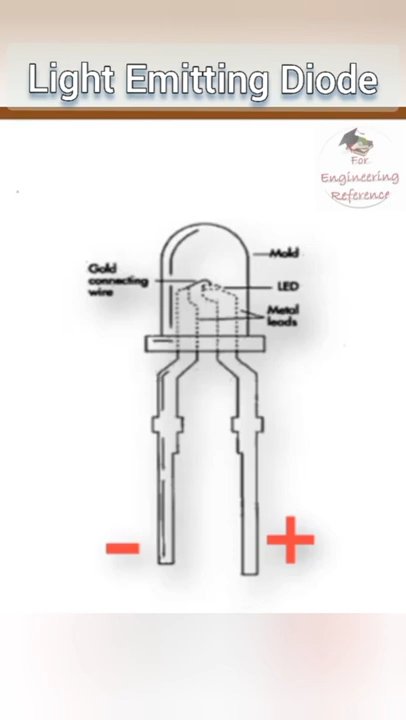 Light Emitting Diode
For
Engineering
Reference
Mold
Gold
connecting
wire
LED
Metal
leads
-
+